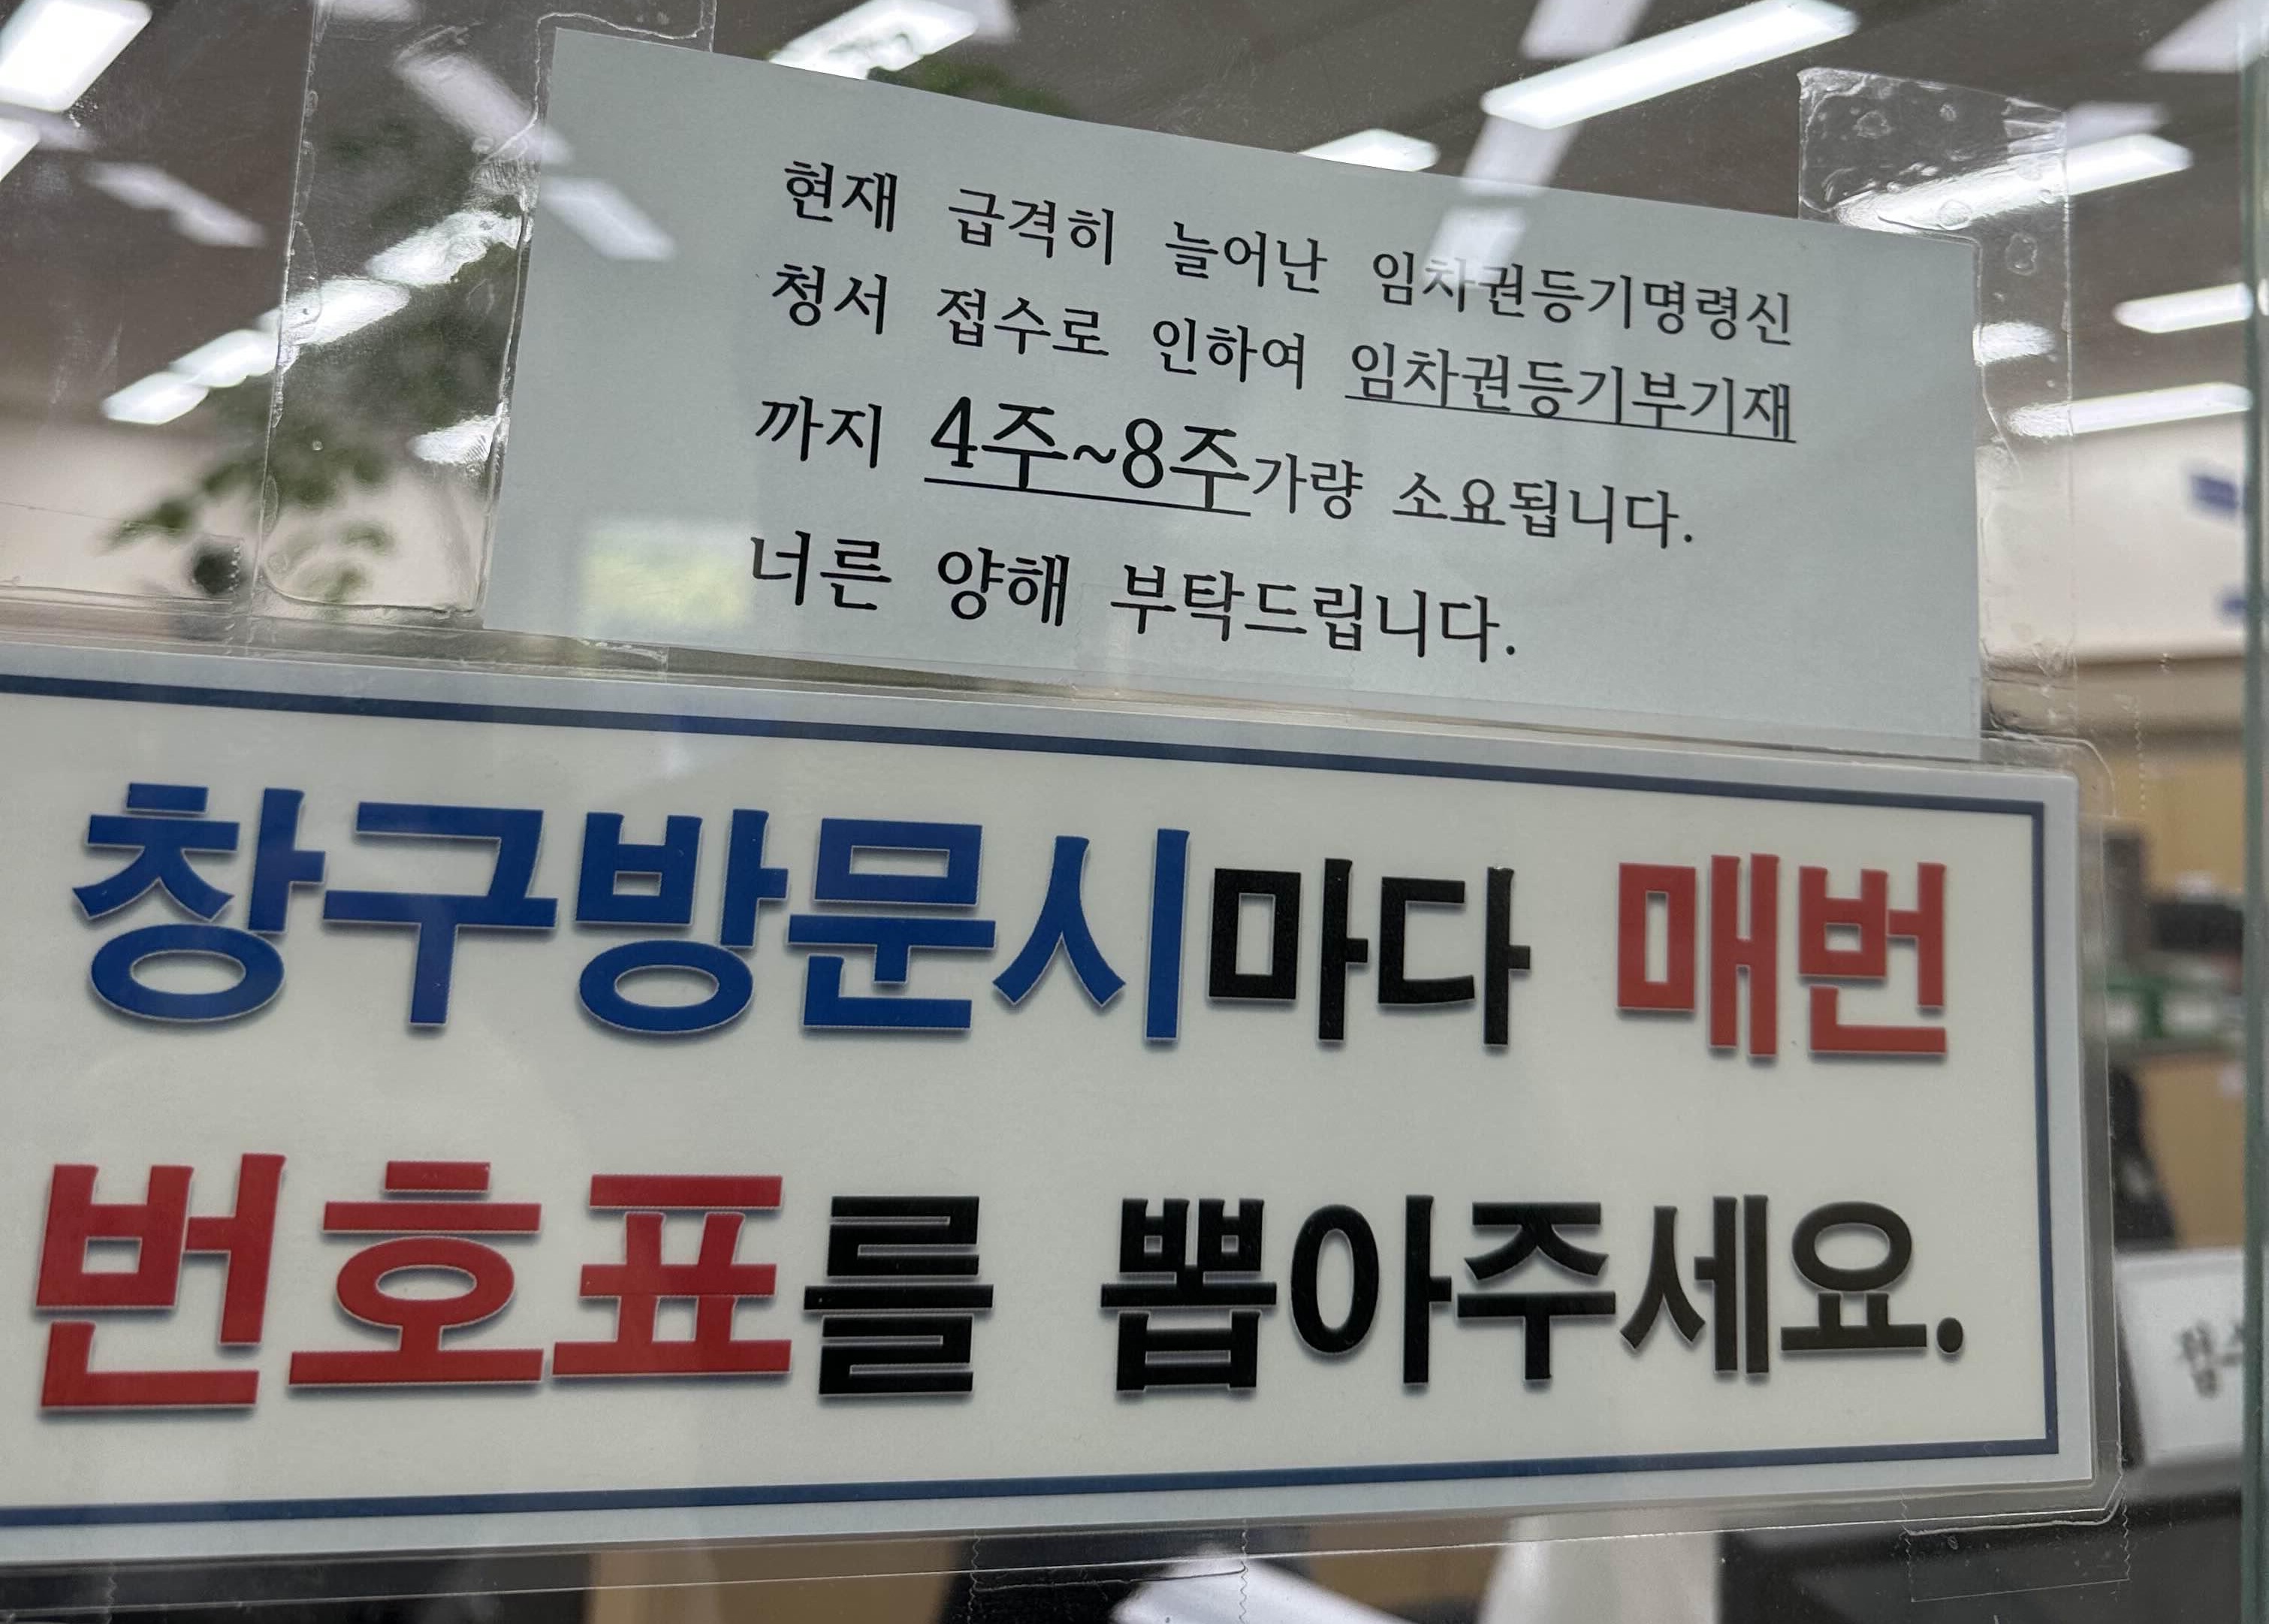 현재 급격히 늘어난 임차권등기명령신
청서 접수로 인하여 임차권등기부기재
까지 4주~8주가량 소요됩니다.
너른 양해 부탁드립니다.
창구방문시마다 매번
번호표를 뽑아주세요.